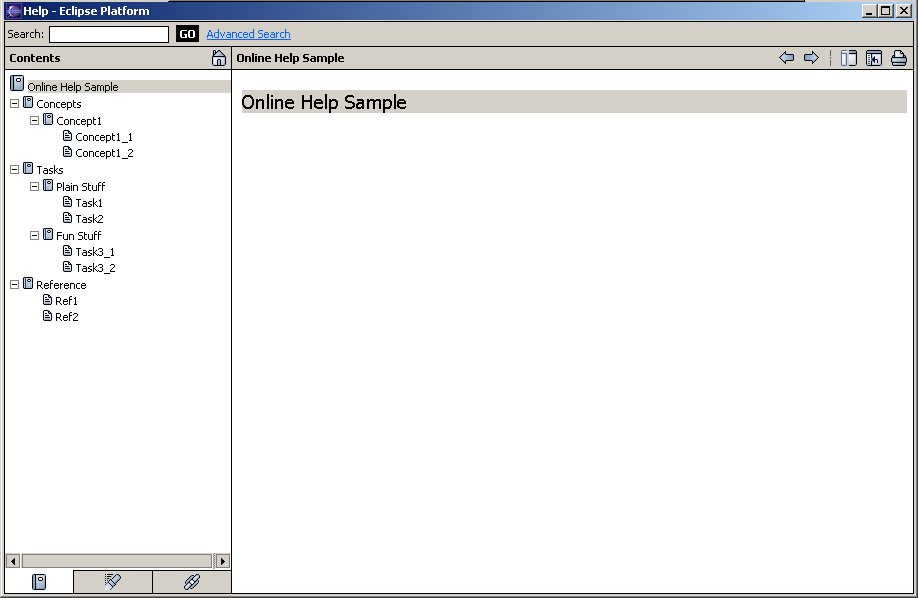 Help - Eclipse Platform
Search: GO Advanced Search
Contents
Online Help Sample
Online Help Sample
Concepts
Concept1
Concept1_1
Concept1_2
Tasks
Plain Stuff
Task1
Task2
Fun Stuff
Task3_1
Task3_2
Reference
Ref1
Ref2
Online Help Sample